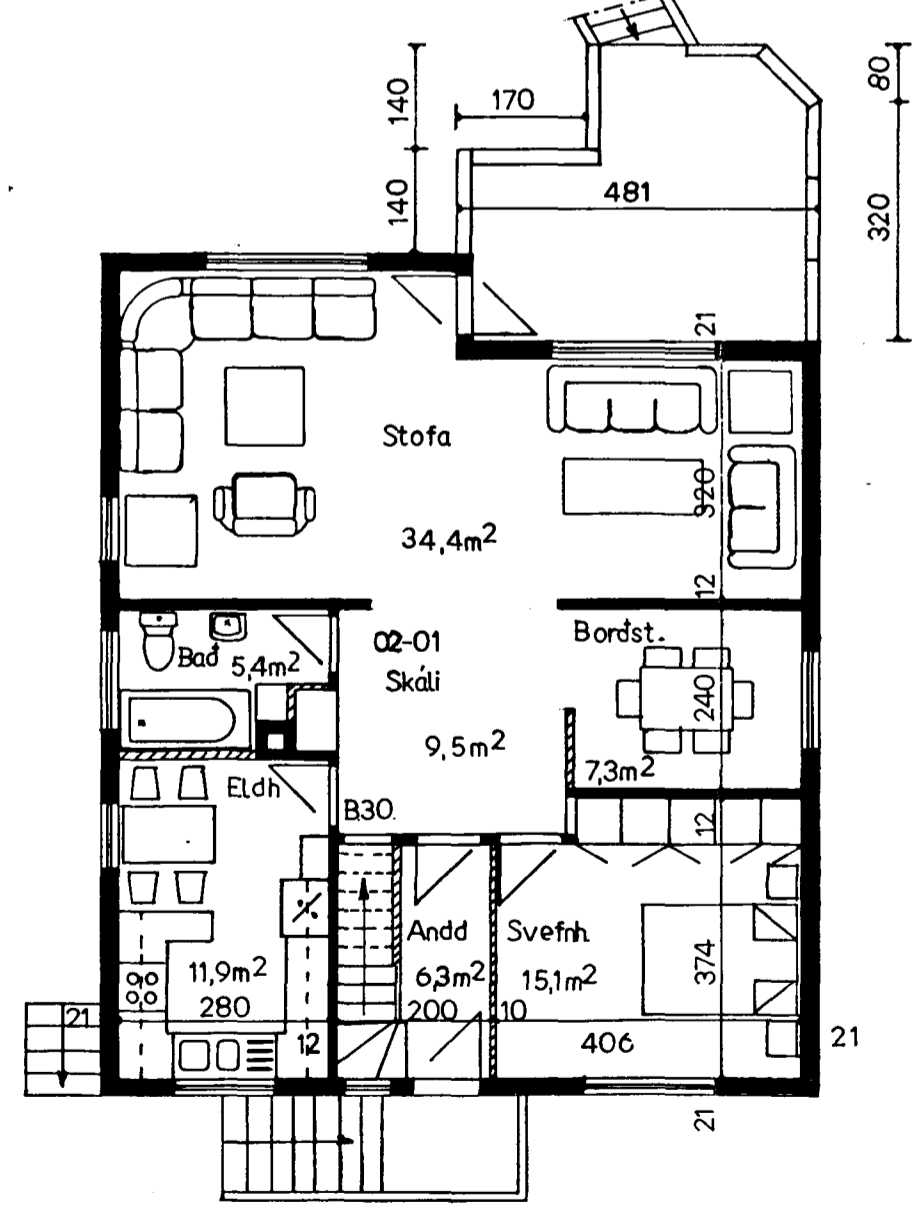 80
140
170
140
481
320
21
Stofa
320
34,4m²
12
02-01
Skáli
Borðst.
Bað
5,4m²
240
9,5m²
7,3m²
Eldh
B.30.
12
Andd
Svefnh.
374
11,9m²
6,3m²
15,1m²
21
280
200
10
12
406
21
21